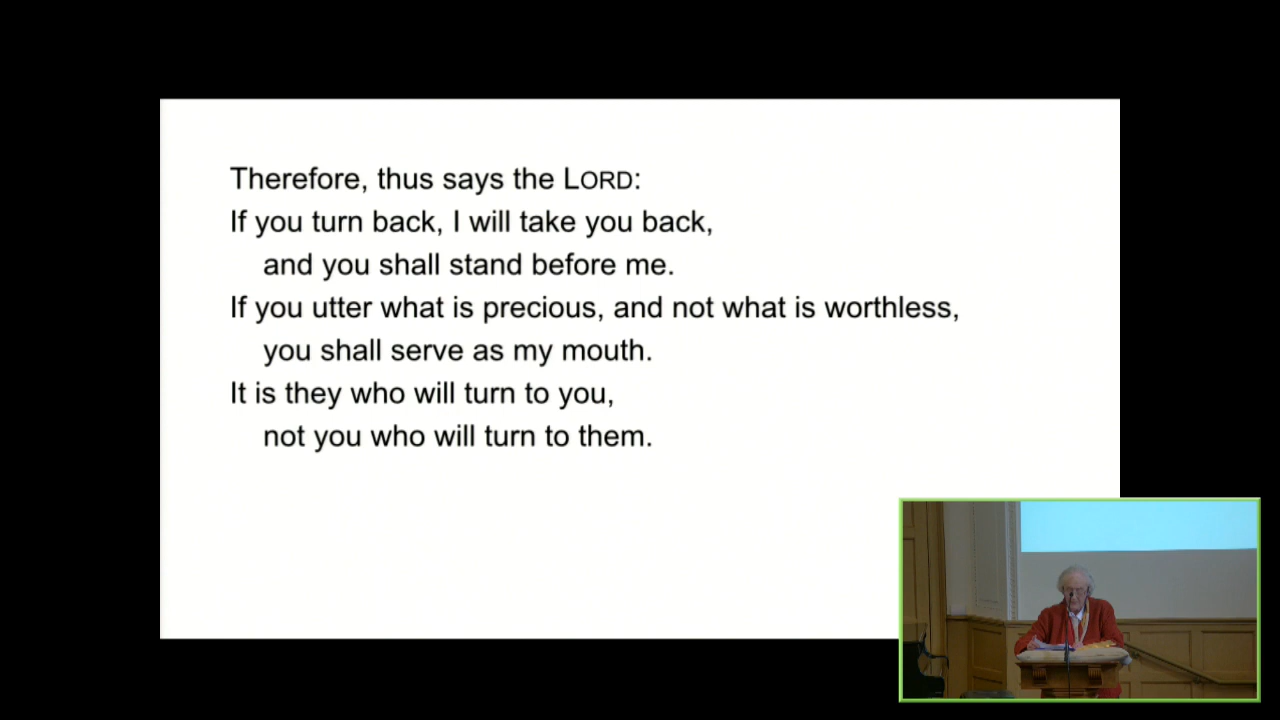 Therefore, thus says the LORD:
If you turn back, I will take you back,
and you shall stand before me.
If you utter what is precious, and not what is worthless,
you shall serve as my mouth.
It is they who will turn to you,
not you who will turn to them.